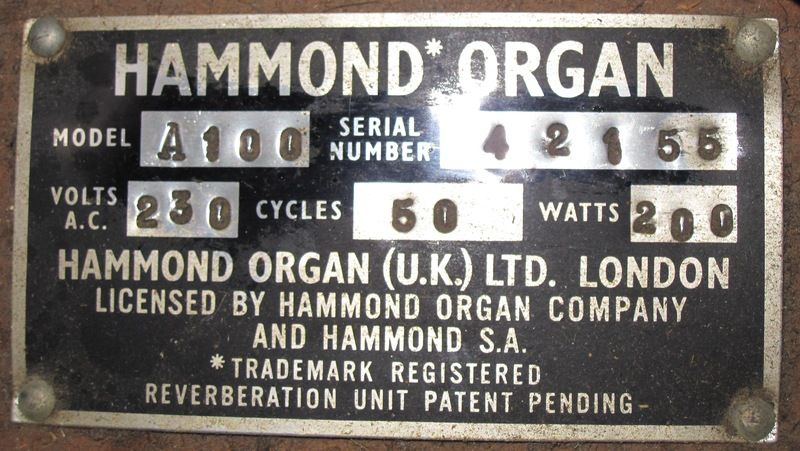 HAMMOND* ORGAN
MODEL A100 SERIAL NUMBER 42155
VOLTS A.C. 230 CYCLES 50 WATTS 200
HAMMOND ORGAN (U.K.) LTD. LONDON
LICENSED BY HAMMOND ORGAN COMPANY
AND HAMMOND S.A.
*TRADEMARK REGISTERED
REVERBERATION UNIT PATENT PENDING-